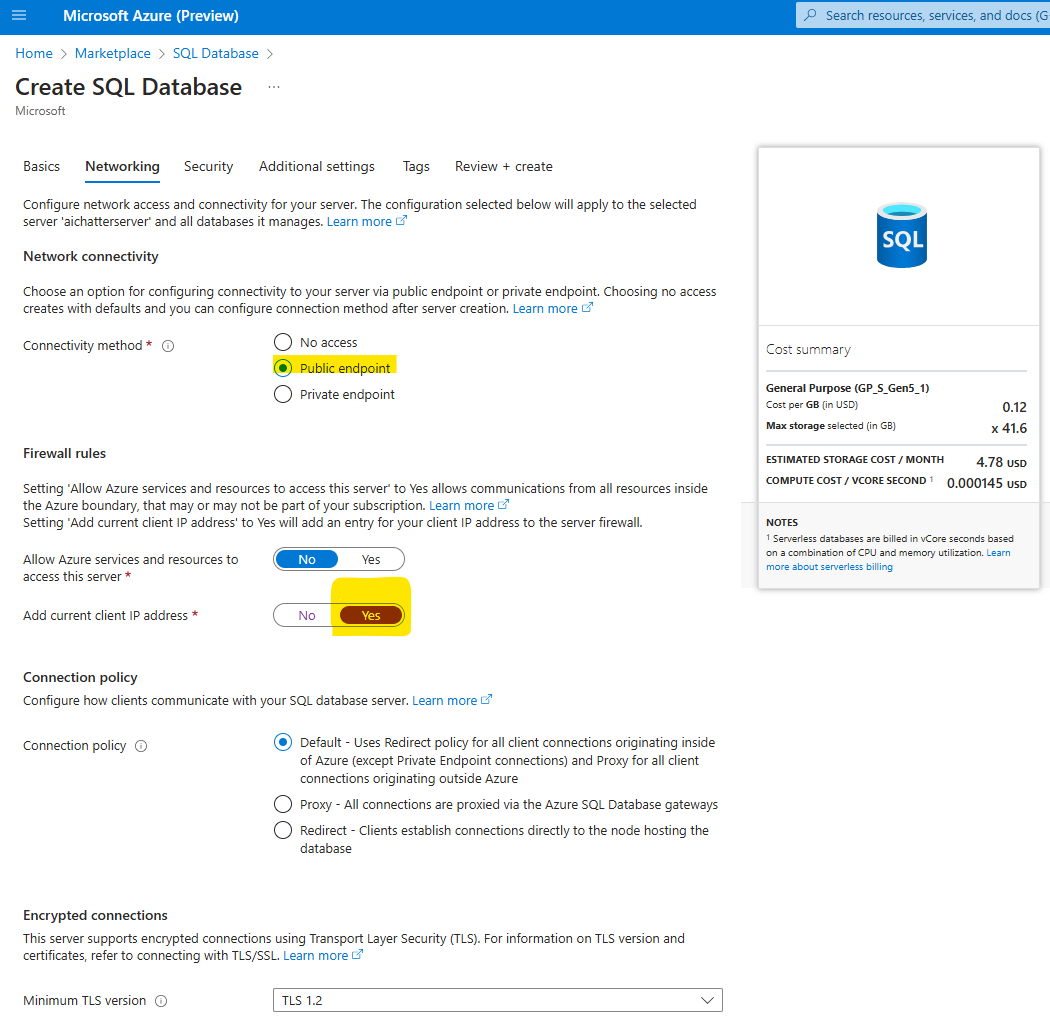 Microsoft Azure (Preview)
Search resources, services, and docs (G
Home > Marketplace > SQL Database >
Create SQL Database ...
Microsoft
Basics Networking Security Additional settings Tags Review + create
Configure network access and connectivity for your server. The configuration selected below will apply to the selected
server 'aichatterserver' and all databases it manages. Learn more
Network connectivity
Choose an option for configuring connectivity to your server via public endpoint or private endpoint. Choosing no access
creates with defaults and you can configure connection method after server creation. Learn more
Connectivity method *
No access
Public endpoint
Private endpoint
Firewall rules
Setting 'Allow Azure services and resources to access this server' to Yes allows communications from all resources inside
the Azure boundary, that may or may not be part of your subscription. Learn more
Setting 'Add current client IP address' to Yes will add an entry for your client IP address to the server firewall.
Allow Azure services and resources to
access this server *
No Yes
Add current client IP address *
No Yes
Connection policy
Configure how clients communicate with your SQL database server. Learn more
Connection policy
Default - Uses Redirect policy for all client connections originating inside
of Azure (except Private Endpoint connections) and Proxy for all client
connections originating outside Azure
Proxy - All connections are proxied via the Azure SQL Database gateways
Redirect - Clients establish connections directly to the node hosting the
database
Encrypted connections
This server supports encrypted connections using Transport Layer Security (TLS). For information on TLS version and
certificates, refer to connecting with TLS/SSL. Learn more
Minimum TLS version
TLS 1.2
SQL
Cost summary
General Purpose (GP_S_Gen5_1)
Cost per GB (in USD) 0.12
Max storage selected (in GB) x 41.6
ESTIMATED STORAGE COST / MONTH 4.78 USD
COMPUTE COST / VCORE SECOND 1 0.000145 USD
NOTES
1 Serverless databases are billed in vCore seconds based
on a combination of CPU and memory utilization. Learn
more about serverless billing